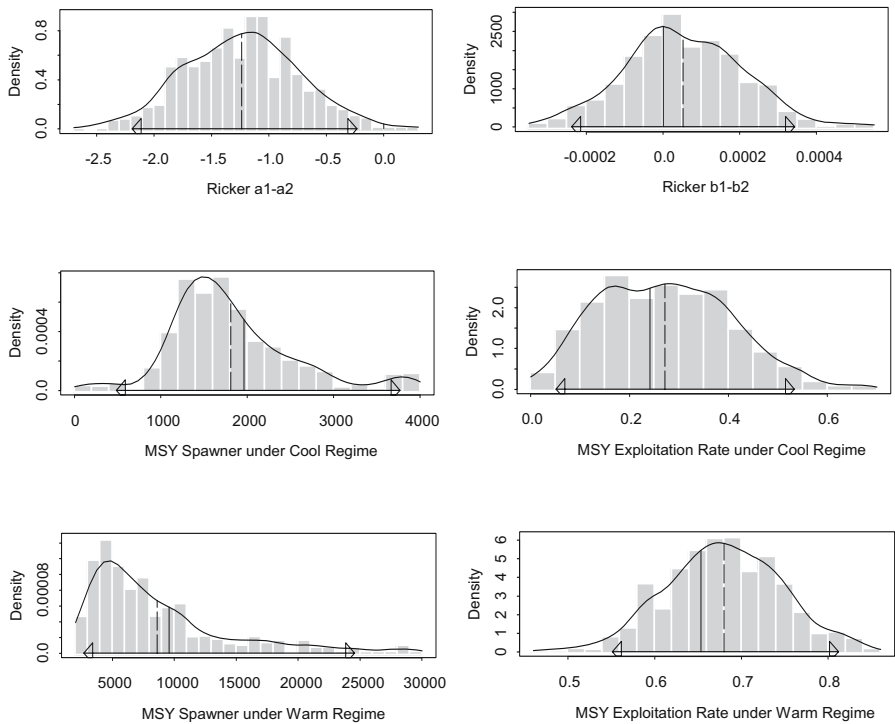 Density
0.0 0.4 0.8
-2.5 -2.0 -1.5 -1.0 -0.5 0.0
Ricker a1-a2
Density
0 1000 2500
-0.0002 0.0 0.0002 0.0004
Ricker b1-b2
Density
0.0 0.0004
0 1000 2000 3000 4000
MSY Spawner under Cool Regime
Density
0.0 1.0 2.0
0.0 0.2 0.4 0.6
MSY Exploitation Rate under Cool Regime
Density
0.0 0.00008
5000 10000 15000 20000 25000 30000
MSY Spawner under Warm Regime
Density
0 1 2 3 4 5 6
0.5 0.6 0.7 0.8
MSY Exploitation Rate under Warm Regime